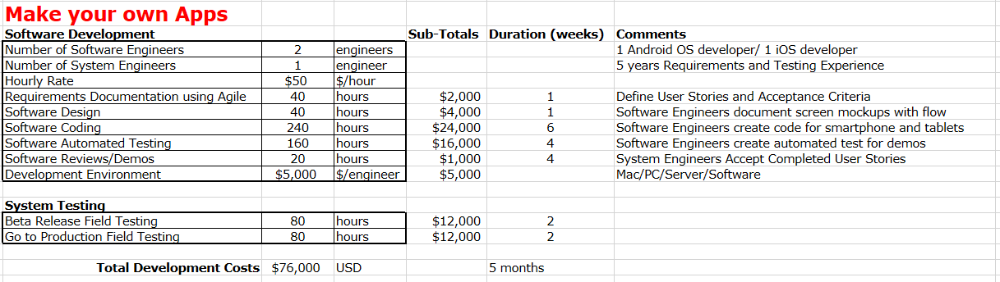 Make your own Apps
Software Development Sub-Totals Duration (weeks) Comments
Number of Software Engineers 2 engineers 1 Android OS developer/ 1 iOS developer
Number of System Engineers 1 engineer 5 years Requirements and Testing Experience
Hourly Rate $50 $/hour
Requirements Documentation using Agile 40 hours $2,000 1 Define User Stories and Acceptance Criteria
Software Design 40 hours $4,000 1 Software Engineers document screen mockups with flow
Software Coding 240 hours $24,000 6 Software Engineers create code for smartphone and tablets
Software Automated Testing 160 hours $16,000 4 Software Engineers create automated test for demos
Software Reviews/Demos 20 hours $1,000 4 System Engineers Accept Completed User Stories
Development Environment $5,000 $/engineer $5,000 Mac/PC/Server/Software
System Testing
Beta Release Field Testing 80 hours $12,000 2
Go to Production Field Testing 80 hours $12,000 2
Total Development Costs $76,000 USD 5 months